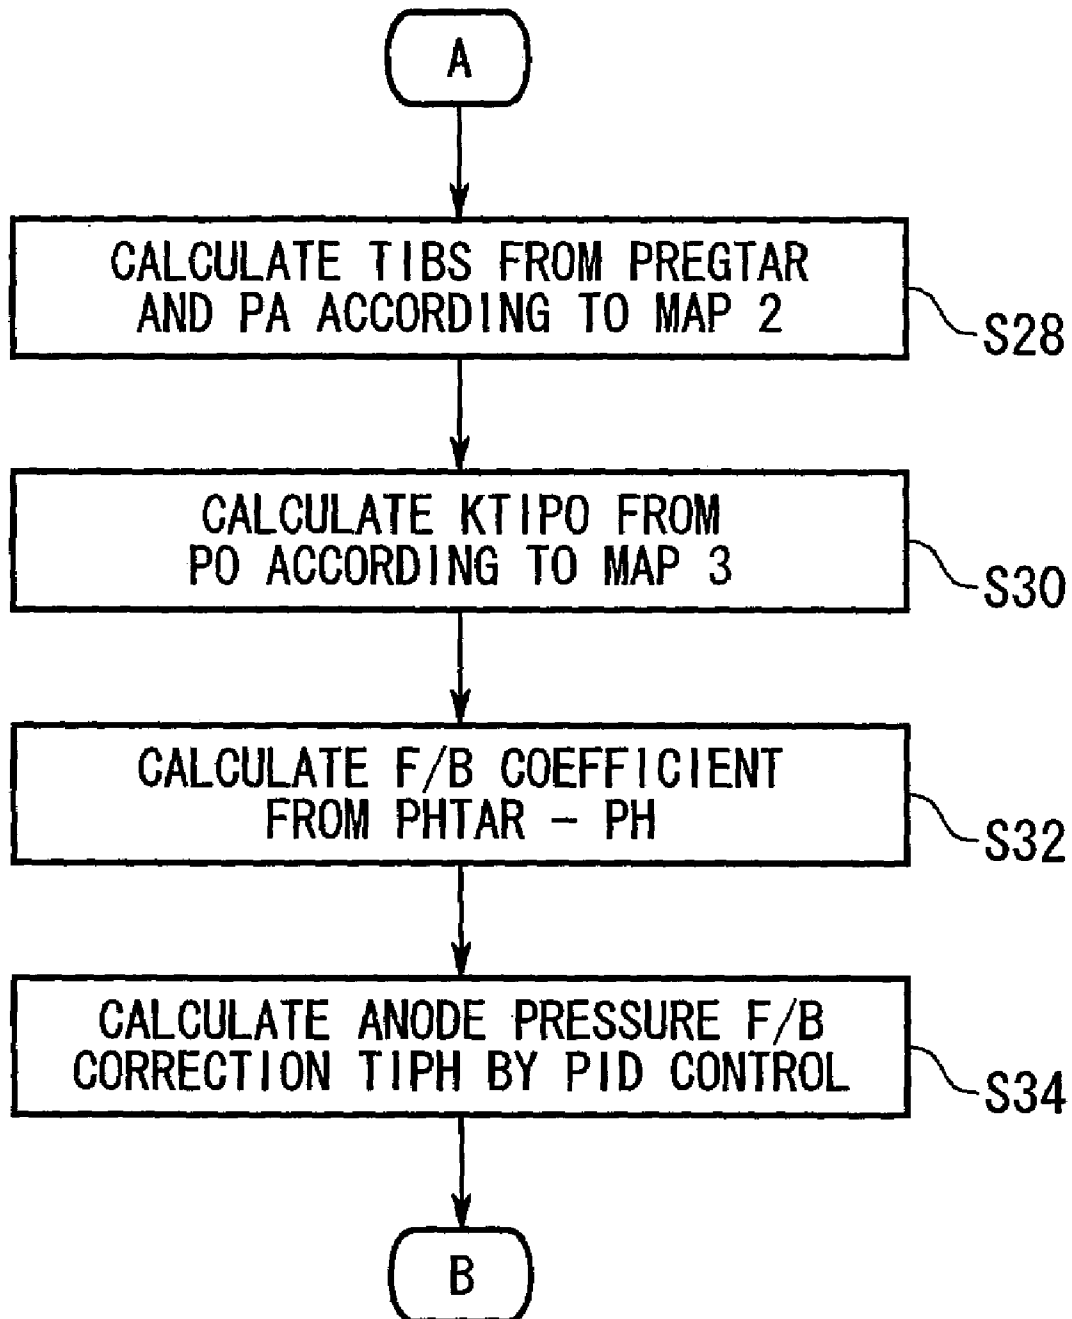 A
CALCULATE TIBS FROM PREGTAR
AND PA ACCORDING TO MAP 2
S28
CALCULATE KTIPO FROM
PO ACCORDING TO MAP 3
S30
CALCULATE F/B COEFFICIENT
FROM PHTAR - PH
S32
CALCULATE ANODE PRESSURE F/B
CORRECTION TIPH BY PID CONTROL
S34
B